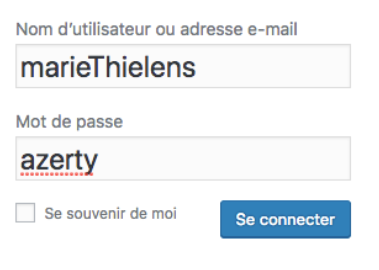 Nom d’utilisateur ou adresse e-mail
marieThielens
Mot de passe
azerty
Se souvenir de moi
Se connecter